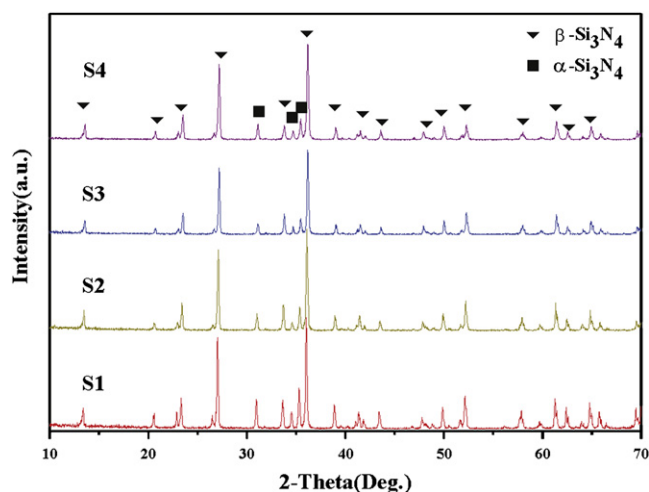 β-Si₃N₄
α-Si₃N₄
S4
S3
S2
S1
Intensity(a.u.)
10 20 30 40 50 60 70
2-Theta(Deg.)